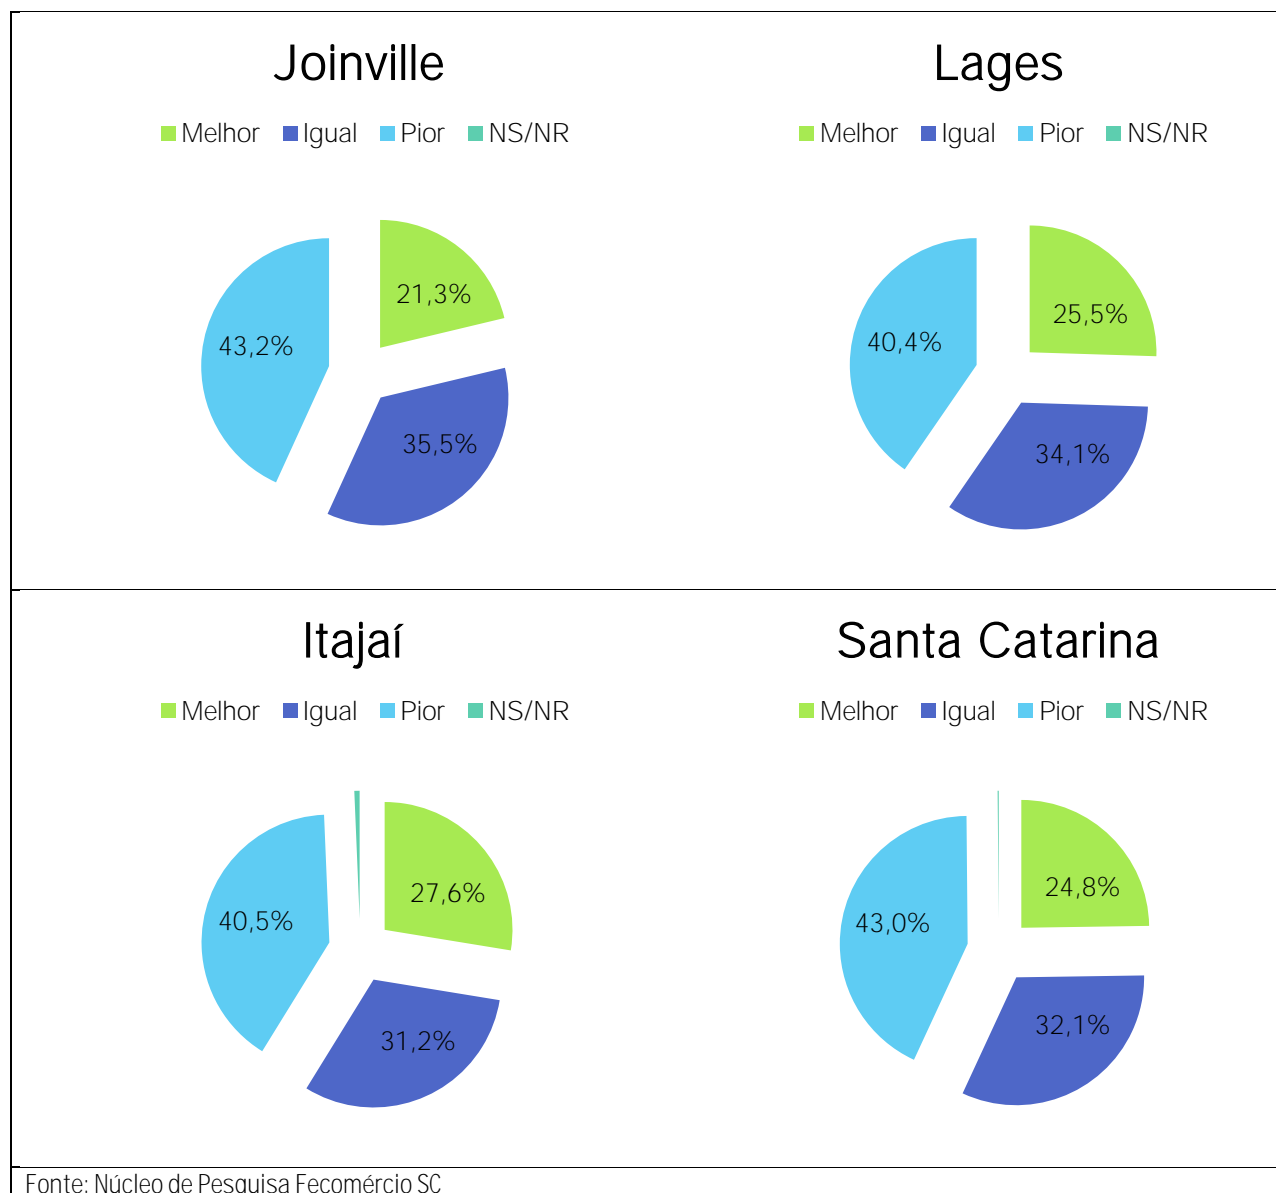 Joinville
Melhor Igual Pior NS/NR
21,3%
43,2%
35,5%
Lages
Melhor Igual Pior NS/NR
25,5%
40,4%
34,1%
Itajaí
Melhor Igual Pior NS/NR
27,6%
40,5%
31,2%
Santa Catarina
Melhor Igual Pior NS/NR
24,8%
43,0%
32,1%
Fonte: Núcleo de Pesquisa Fecomércio SC